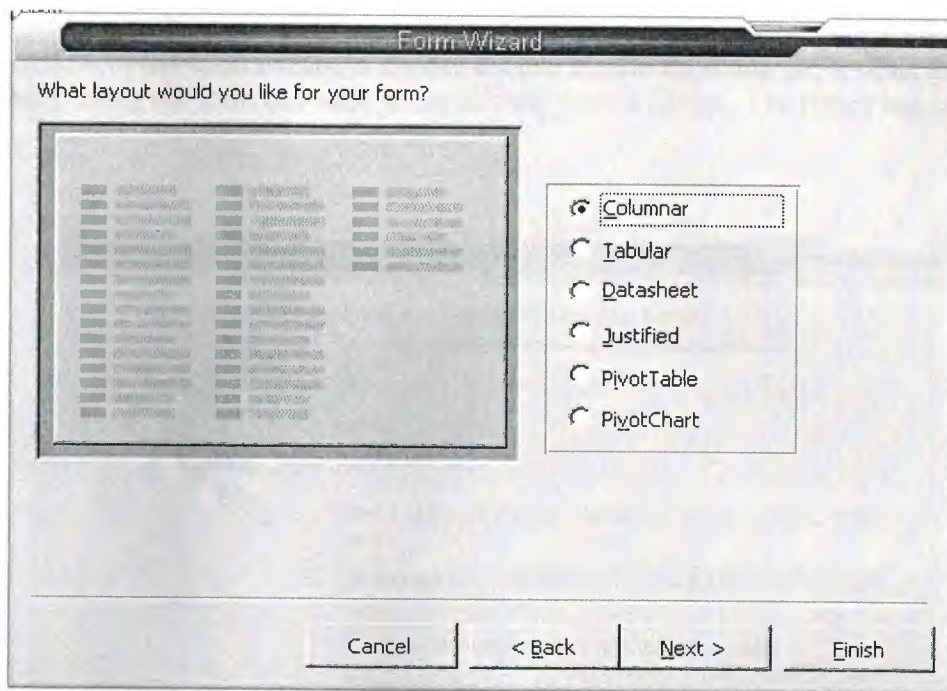 Form Wizard
What layout would you like for your form?
Columnar
Tabular
Datasheet
Justified
PivotTable
PivotChart
Cancel
< Back
Next >
Finish